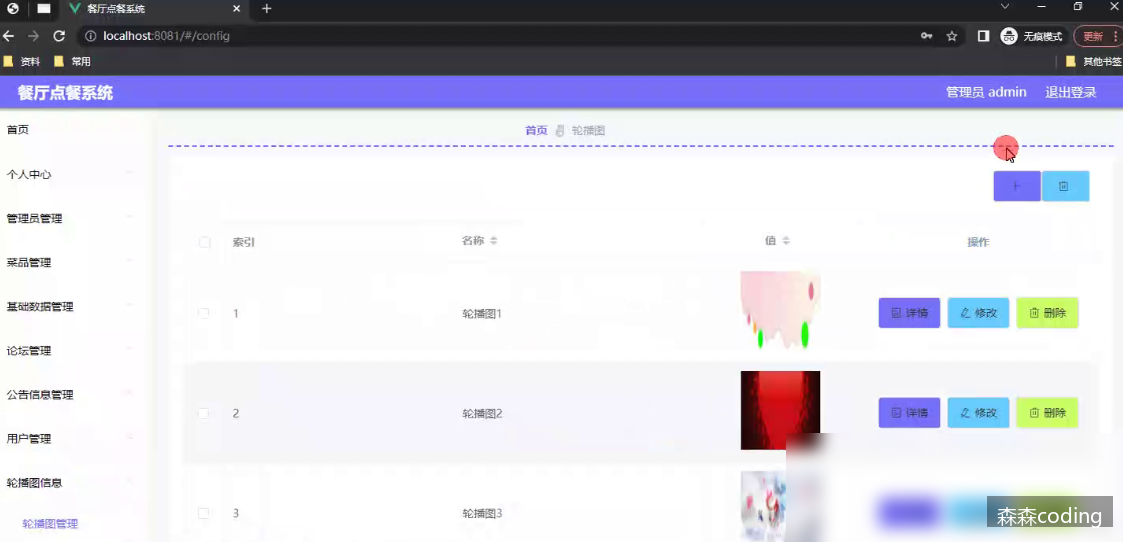 餐厅点餐系统
localhost:8081/#/config
无痕模式
更新
资料
常用
其他书签
餐厅点餐系统
管理员 admin
退出登录
首页
首页
轮播图
个人中心
管理员管理
菜品管理
基础数据管理
论坛管理
公告信息管理
用户管理
轮播图信息
轮播图管理
索引
名称
值
操作
1
轮播图1
详情
修改
删除
2
轮播图2
详情
修改
删除
3
轮播图3
森森coding